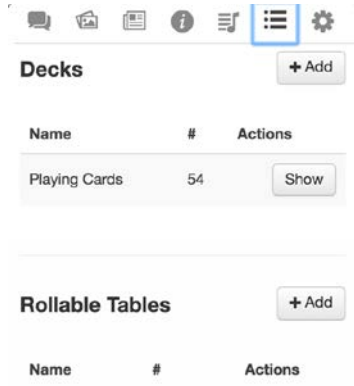 Decks
+ Add
Name # Actions
Playing Cards 54 Show
Rollable Tables
+ Add
Name # Actions